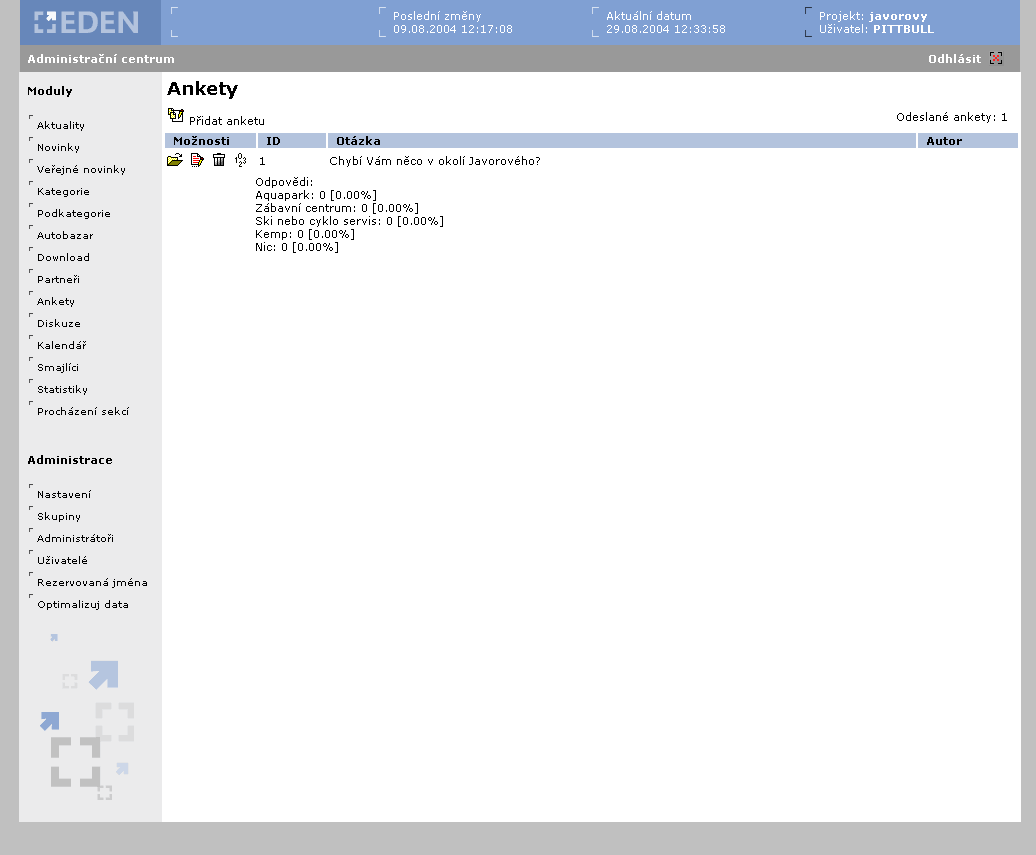 EDEN
Poslední změny
09.08.2004 12:17:08
Aktuální datum
29.08.2004 12:33:58
Projekt: javorovy
Uživatel: PITTBULL
Administrační centrum
Odhlásit
Moduly
Aktuality
Novinky
Veřejné novinky
Kategorie
Podkategorie
Autobazar
Download
Partneři
Ankety
Diskuze
Kalendář
Smajlíci
Statistiky
Procházení sekcí
Administrace
Nastavení
Skupiny
Administrátoři
Uživatelé
Rezervovaná jména
Optimalizuj data
Ankety
Přidat anketu
Odeslané ankety: 1
Možnosti ID Otázka Autor
1 Chybí Vám něco v okolí Javorového?
Odpovědi:
Aquapark: 0 [0.00%]
Zábavní centrum: 0 [0.00%]
Ski nebo cyklo servis: 0 [0.00%]
Kemp: 0 [0.00%]
Nic: 0 [0.00%]